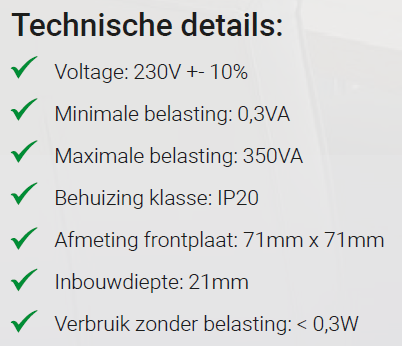 Technische details:
Voltage: 230V +- 10%
Minimale belasting: 0,3VA
Maximale belasting: 350VA
Behuizing klasse: IP20
Afmeting frontplaat: 71mm x 71mm
Inbouwdiepte: 21mm
Verbruik zonder belasting: < 0,3W